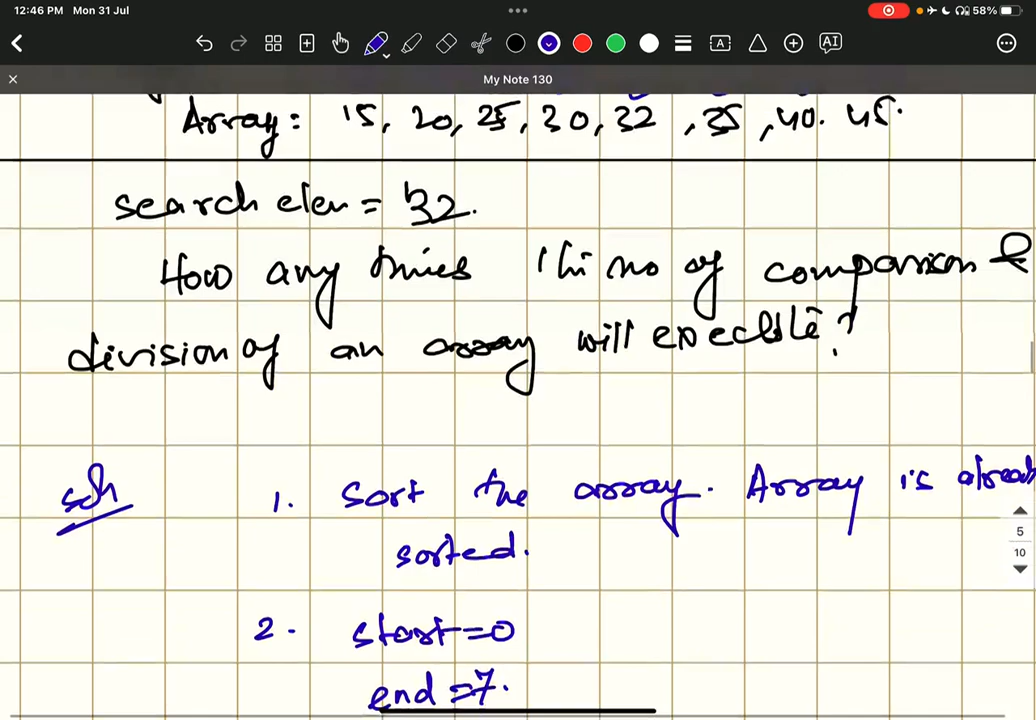 12:46 PM Mon 31 Jul
58%
A
AI
My Note 130
Array: 15, 20, 25, 30, 32, 35, 40. 45.
search elem = 32.
How any times the no of comparison &
division of an array will execute?
soln
1. Sort the array. Array is alread
sorted.
2. start=0
end=7.
5
10